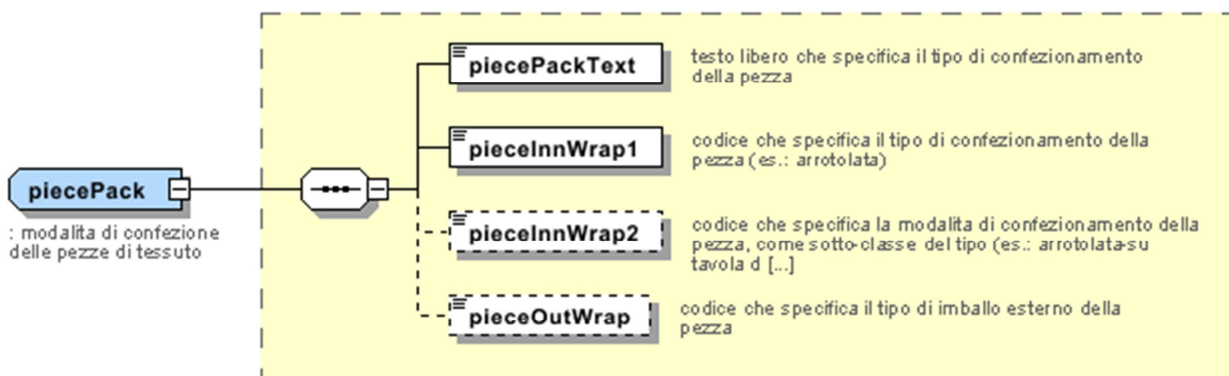 piecePackText
testo libero che specifica il tipo di confezionamento
della pezza
pieceInnWrap1
codice che specifica il tipo di confezionamento della
pezza (es.: arrotolata)
piecePack
: modalita di confezione
delle pezze di tessuto
pieceInnWrap2
codice che specifica la modalita di confezionamento della
pezza, come sotto-classe del tipo (es.: arrotolata-su
tavola d [...]
pieceOutWrap
codice che specifica il tipo di imballo esterno della
pezza